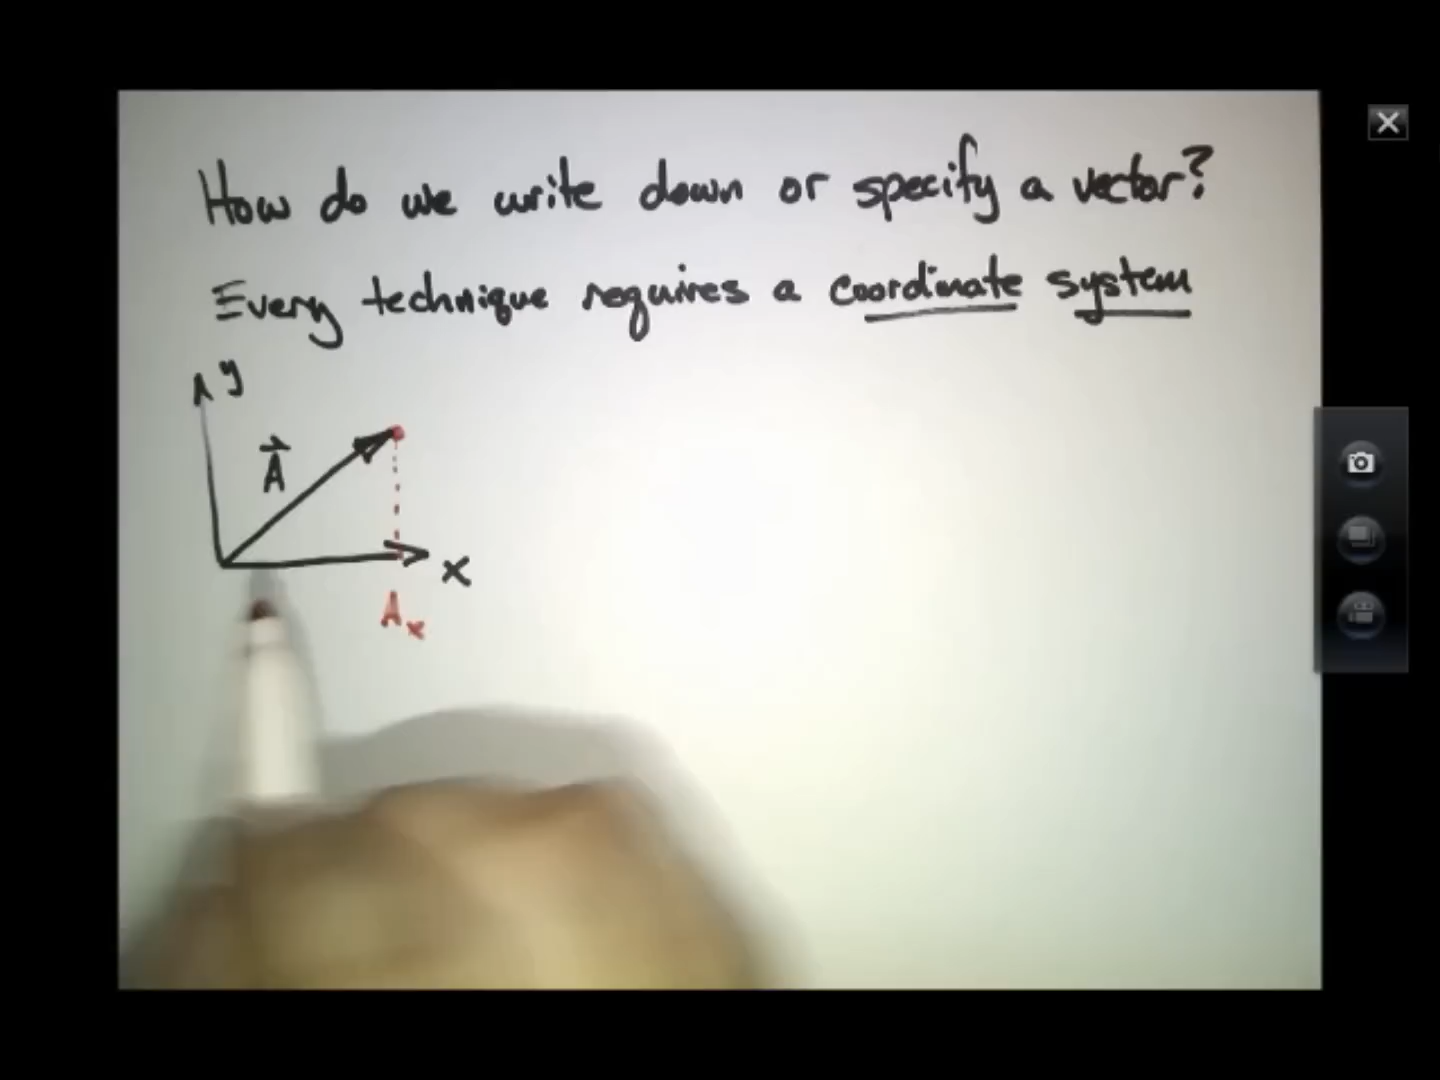 How do we write down or specify a vector?
Every technique requires a coordinate system
y
A
x
Ax